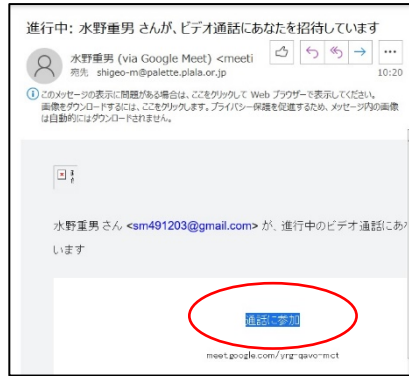 進行中: 水野重男 さんが、ビデオ通話にあなたを招待しています
水野重男 (via Google Meet) <meeti
宛先 shigeo-m@palette.plala.or.jp
10:20
このメッセージの表示に問題がある場合は、ここをクリックして Web ブラウザーで表示してください。
画像をダウンロードするには、ここをクリックします。プライバシー保護を促進するため、メッセージ内の画像
は自動的にはダウンロードされません。
水野重男 さん <sm491203@gmail.com> が、進行中のビデオ通話にあ
います
通話に参加
meet.google.com/yrg-qavo-mct